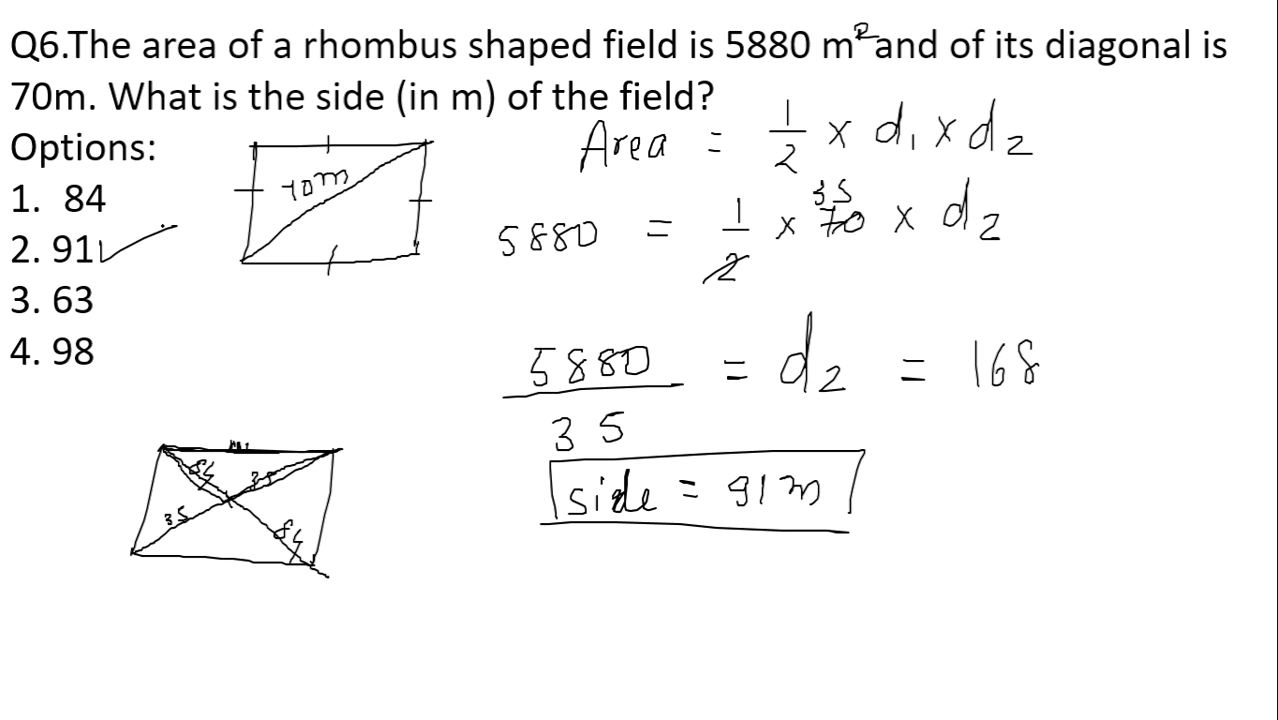 Q6.The area of a rhombus shaped field is 5880 m² and of its diagonal is
70m. What is the side (in m) of the field?
Options:
1. 84
2. 91
3. 63
4. 98
70m
Area = 1/2 × d₁ × d₂
35
5880 = 1/2 × 70 × d₂
5880/35 = d₂ = 168
84 35
35 84
side = 91m